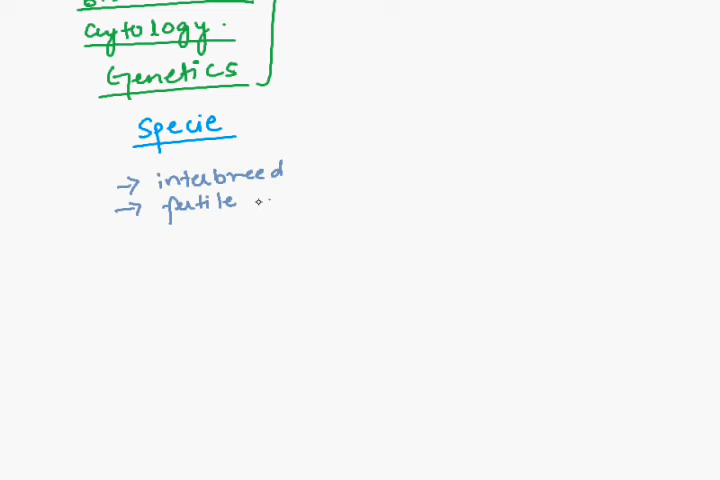 Cytology.
Genetics
Specie
→ interbreed
→ fertile